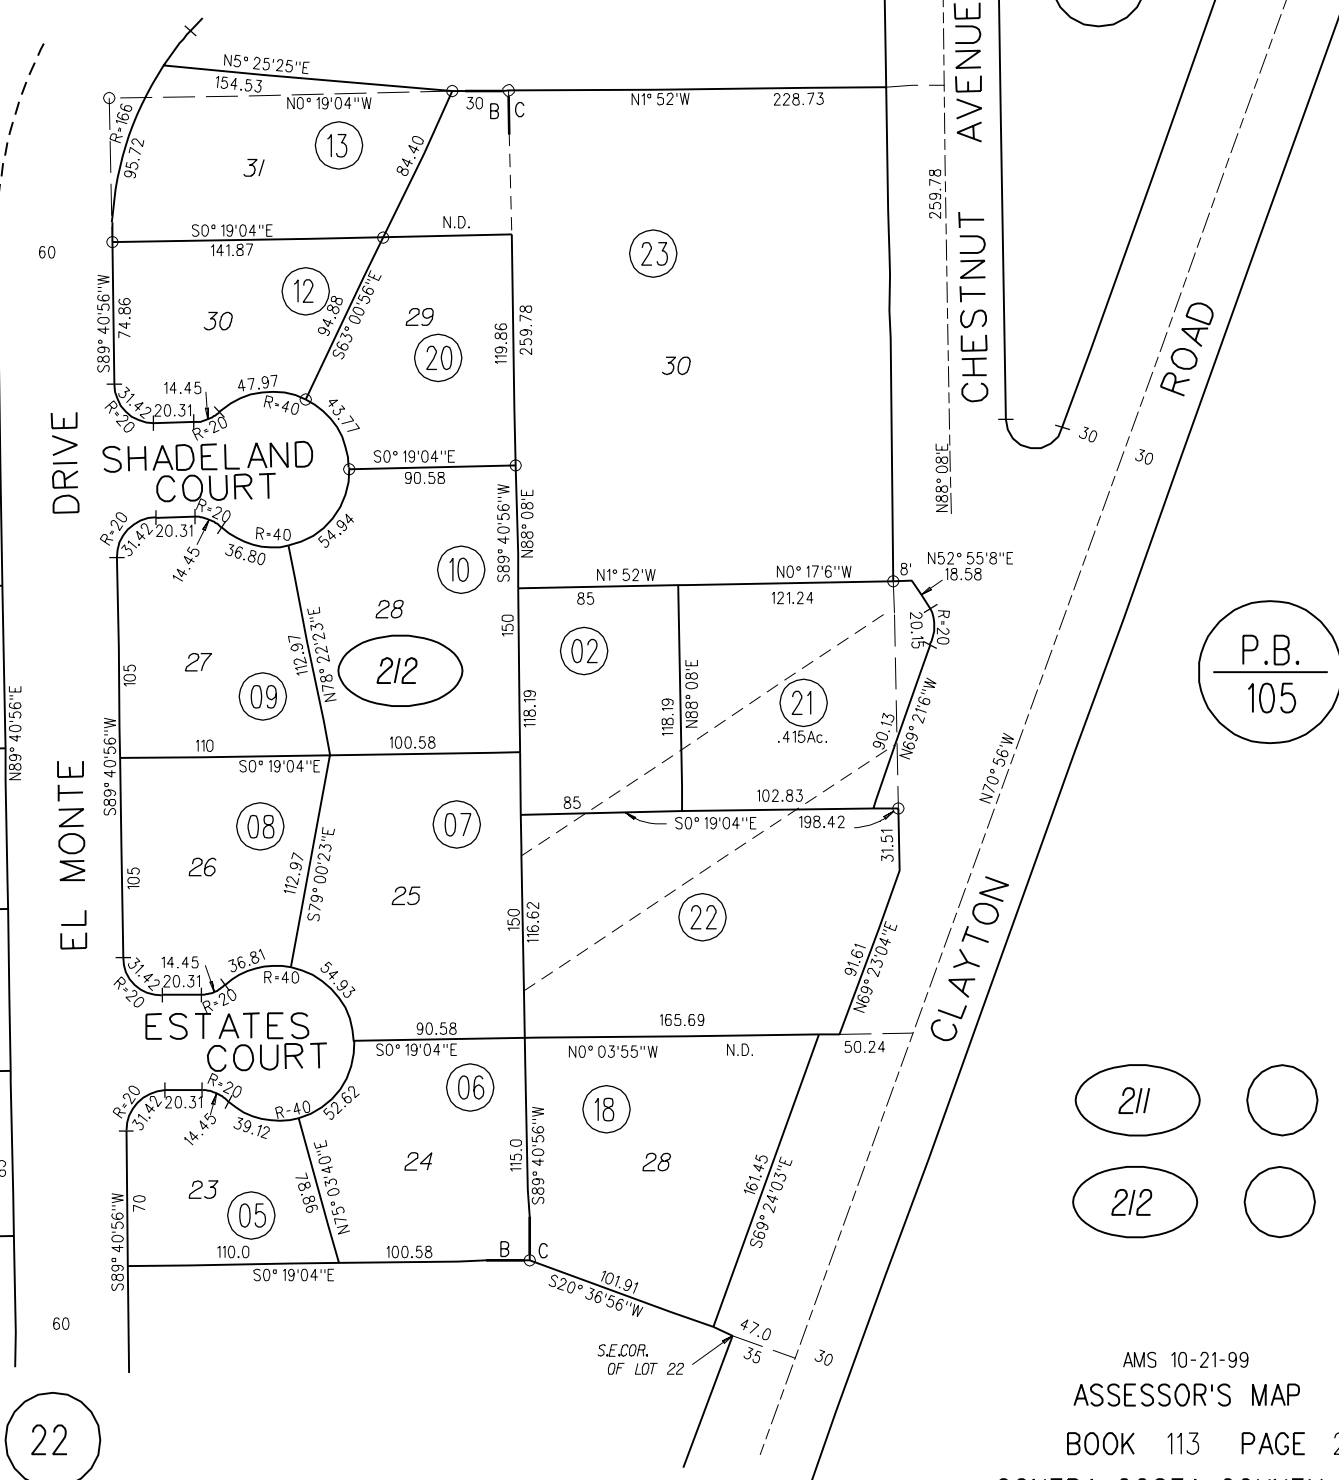 N5° 25'25"E
154.53
N0° 19'04"W
30
B C
N1° 52'W
228.73
CHESTNUT AVENUE
R=166
95.72
13
31
84.40
259.78
S0° 19'04"E
141.87
N.D.
60
23
30
S89° 40'56"W
74.86
12
30
94.88
S63° 00'56"E
29
20
119.86
259.78
ROAD
14.45
47.97
R=40
43.77
31.42
R=20
20.31
R=20
DRIVE
SHADELAND
COURT
S0° 19'04"E
90.58
30
30
N88° 08'E
S89° 40'56"W
N88° 08'E
R=20
31.42
20.31
R=20
14.45
36.80
R=40
54.94
10
28
N1° 52'W
85
N0° 17'6"W
121.24
8'
N52° 55'8"E
18.58
R=20
20.15
150
02
27
09
105
112.97
N78° 22'23"E
212
118.19
118.19
N88° 08'E
21
.415Ac.
90.13
N69° 21'6"W
P.B.
105
N89° 40'56"E
S89° 40'56"W
110
S0° 19'04"E
100.58
N70° 56'W
EL MONTE
08
26
105
112.97
S79° 00'23"E
07
25
85
S0° 19'04"E
102.83
198.42
31.51
150
116.62
22
91.61
N69° 23'04"E
CLAYTON
14.45
36.81
R=40
54.93
31.42
R=20
20.31
R=20
ESTATES
COURT
90.58
S0° 19'04"E
165.69
N0° 03'55"W
N.D.
50.24
R=20
31.42
20.31
R=20
14.45
39.12
R-40
52.62
06
24
18
28
115.0
S89° 40'56"W
161.45
S69° 24'03"E
211
212
S89° 40'56"W
70
23
05
98.87
N75° 03'40"E
110.0
S0° 19'04"E
100.58
B C
101.91
S20° 36'56"W
60
47.0
35
30
S.E.COR.
OF LOT 22
22
AMS 10-21-99
ASSESSOR'S MAP
BOOK 113 PAGE